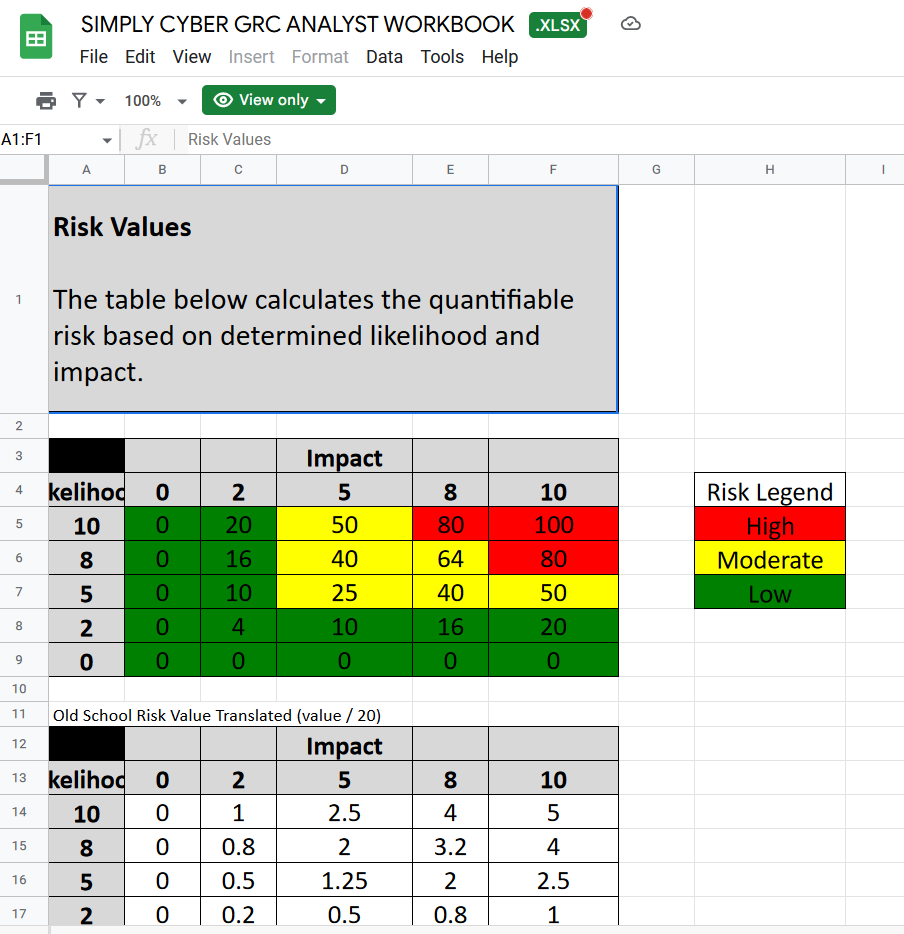 SIMPLY CYBER GRC ANALYST WORKBOOK .XLSX
File Edit View Insert Format Data Tools Help
100% View only
A1:F1 fx Risk Values
A B C D E F G H I
1
Risk Values
The table below calculates the quantifiable
risk based on determined likelihood and
impact.
2
3 Impact
4 kelihoo 0 2 5 8 10 Risk Legend
5 10 0 20 50 80 100 High
6 8 0 16 40 64 80 Moderate
7 5 0 10 25 40 50 Low
8 2 0 4 10 16 20
9 0 0 0 0 0 0
10
11 Old School Risk Value Translated (value / 20)
12 Impact
13 kelihoo 0 2 5 8 10
14 10 0 1 2.5 4 5
15 8 0 0.8 2 3.2 4
16 5 0 0.5 1.25 2 2.5
17 2 0 0.2 0.5 0.8 1